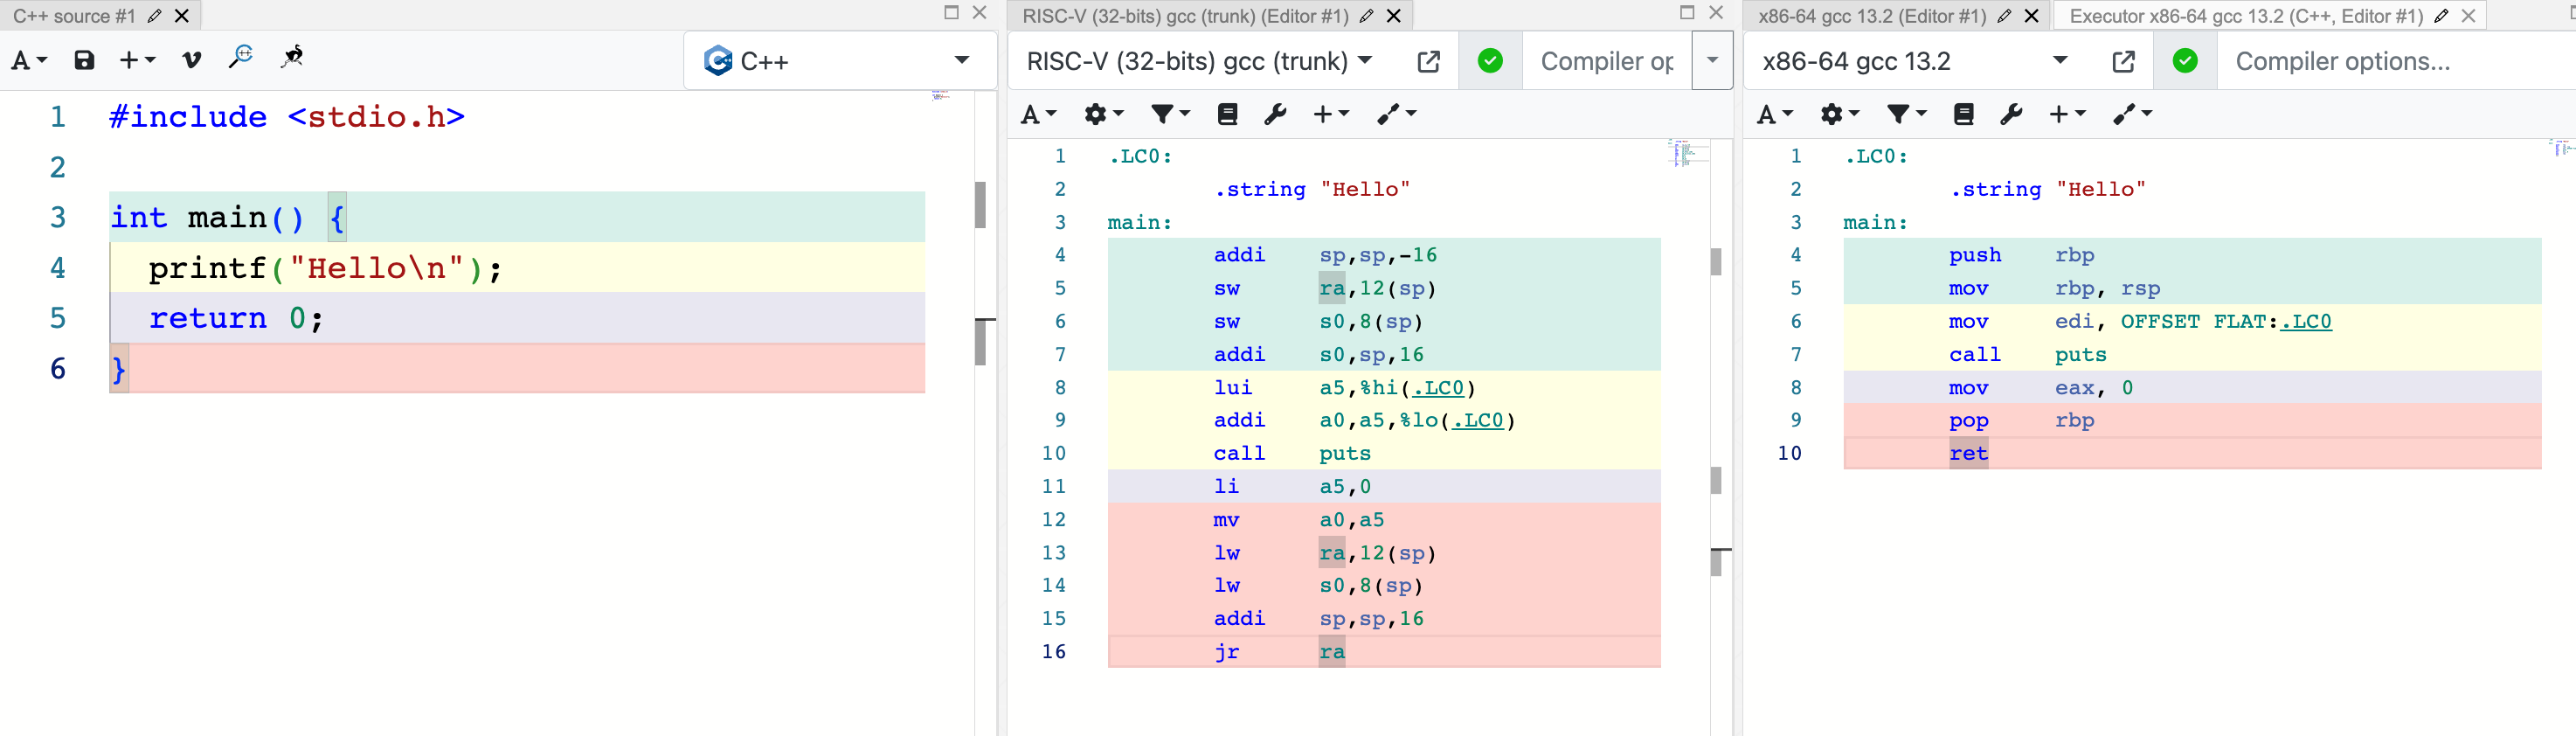 C++ source #1
A
C++
1 #include <stdio.h>
2
3 int main() {
4   printf("Hello\n");
5   return 0;
6 }
RISC-V (32-bits) gcc (trunk) (Editor #1)
RISC-V (32-bits) gcc (trunk)
Compiler op
A
1 .LC0:
2         .string "Hello"
3 main:
4         addi    sp,sp,-16
5         sw      ra,12(sp)
6         sw      s0,8(sp)
7         addi    s0,sp,16
8         lui     a5,%hi(.LC0)
9         addi    a0,a5,%lo(.LC0)
10        call    puts
11        li      a5,0
12        mv      a0,a5
13        lw      ra,12(sp)
14        lw      s0,8(sp)
15        addi    sp,sp,16
16        jr      ra
x86-64 gcc 13.2 (Editor #1)
Executor x86-64 gcc 13.2 (C++, Editor #1)
x86-64 gcc 13.2
Compiler options...
A
1 .LC0:
2         .string "Hello"
3 main:
4         push    rbp
5         mov     rbp, rsp
6         mov     edi, OFFSET FLAT:.LC0
7         call    puts
8         mov     eax, 0
9         pop     rbp
10        ret